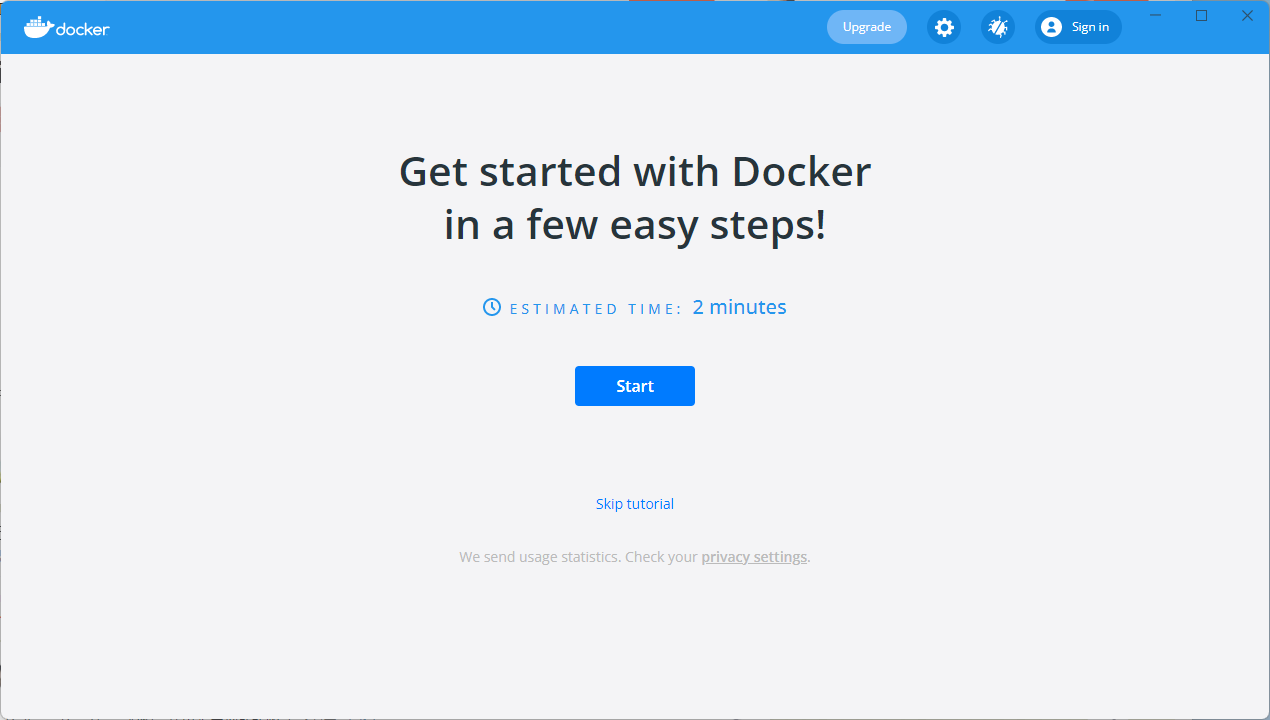 docker
Upgrade
Sign in
Get started with Docker
in a few easy steps!
ESTIMATED TIME: 2 minutes
Start
Skip tutorial
We send usage statistics. Check your privacy settings.